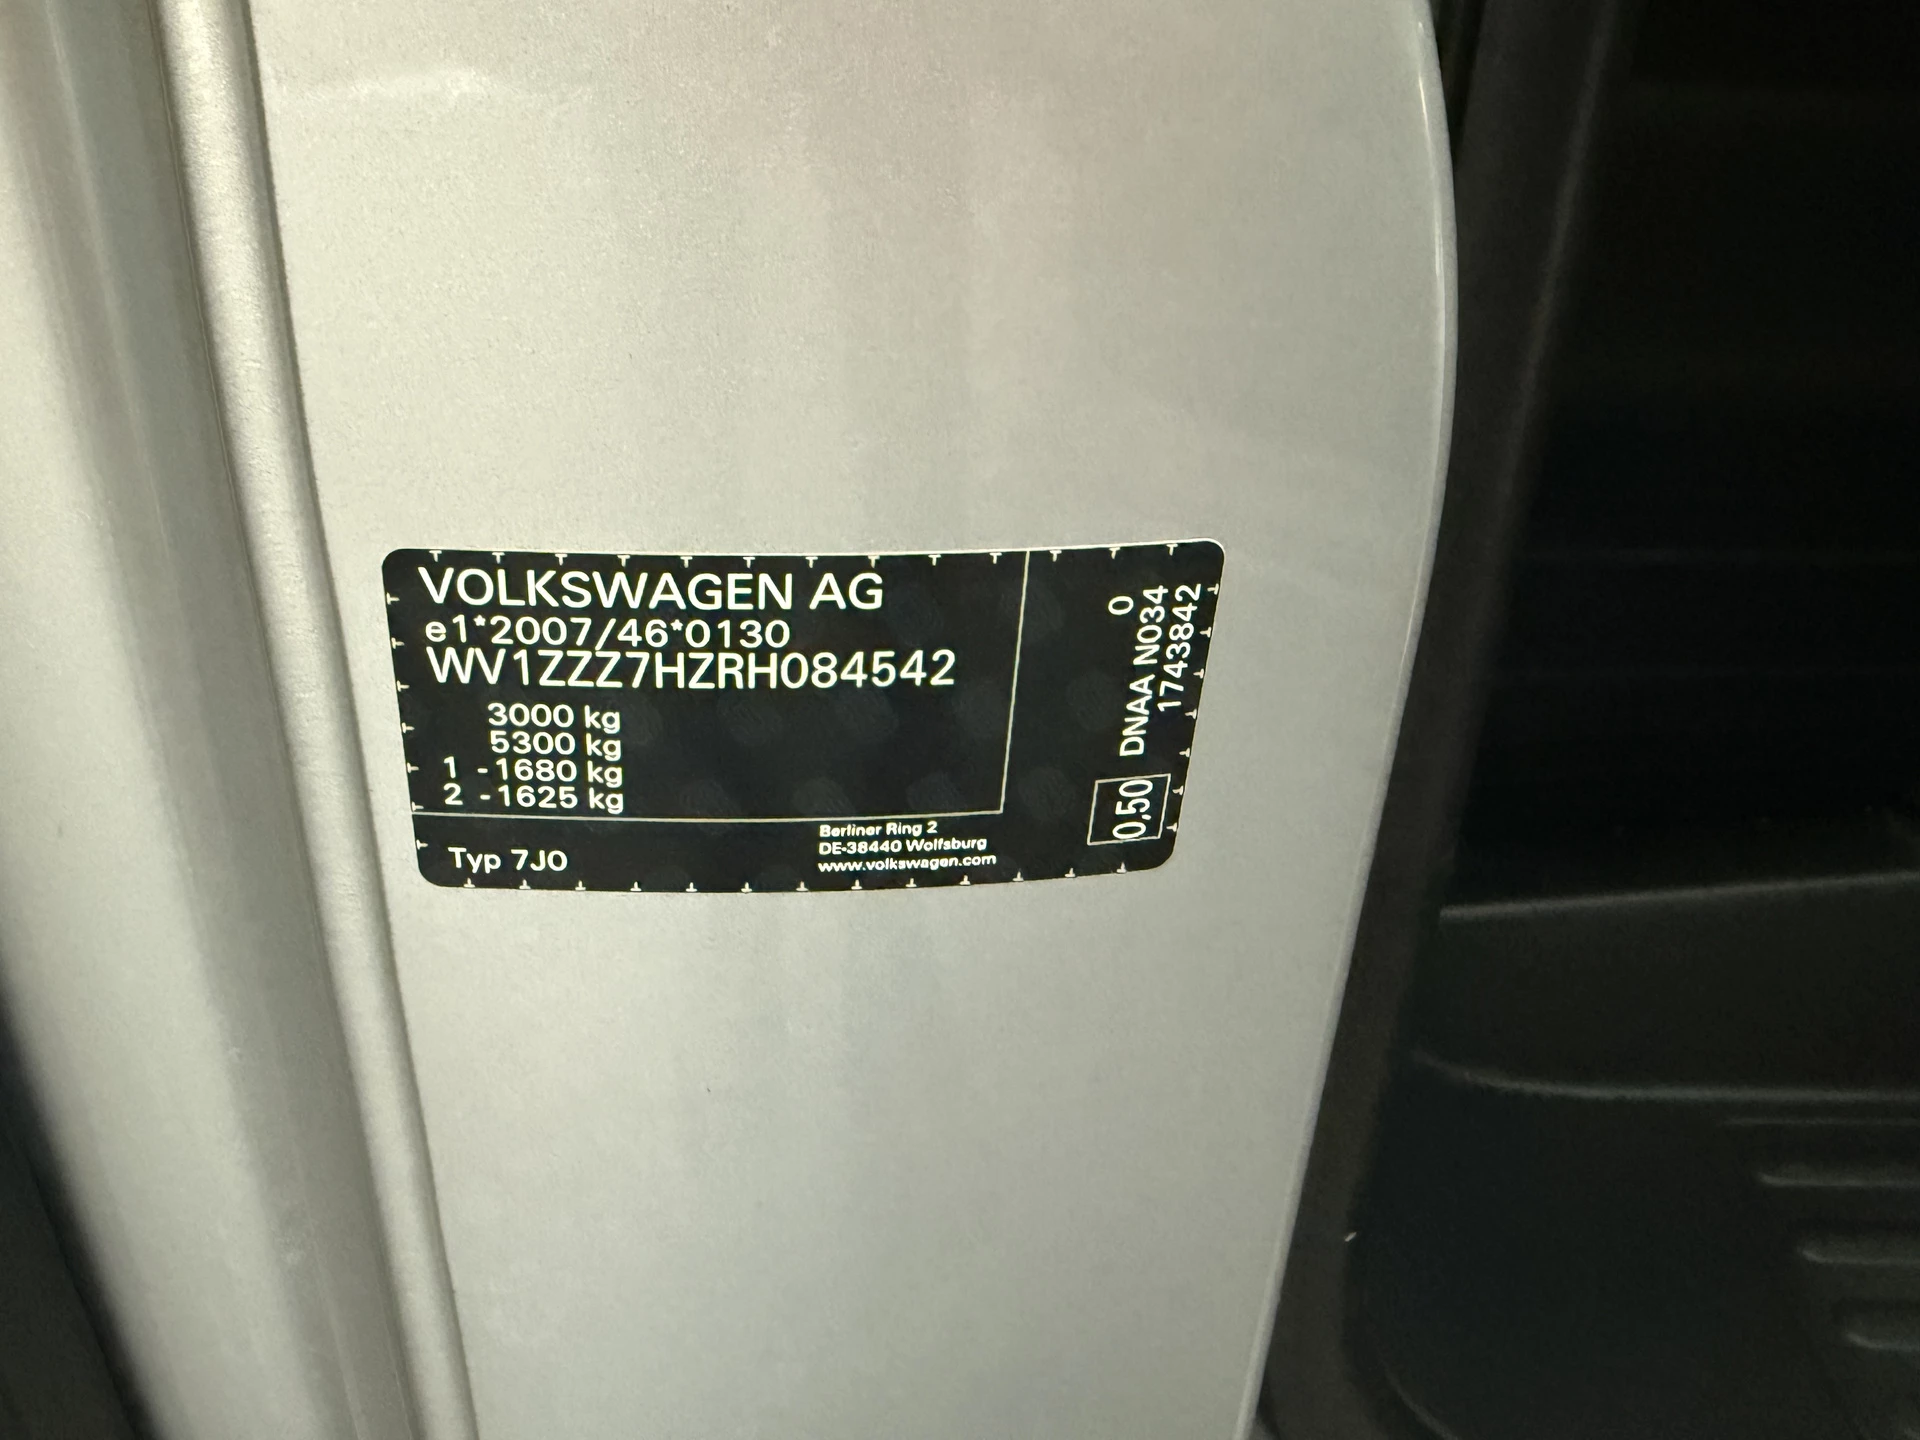 VOLKSWAGEN AG
e1*2007/46*0130
WV1ZZZ7HZRH084542
3000 kg
5300 kg
1 -1680 kg
2 -1625 kg
Typ 7J0
Berliner Ring 2
DE-38440 Wolfsburg
www.volkswagen.com
0
0,50 DNAA N034
1743842